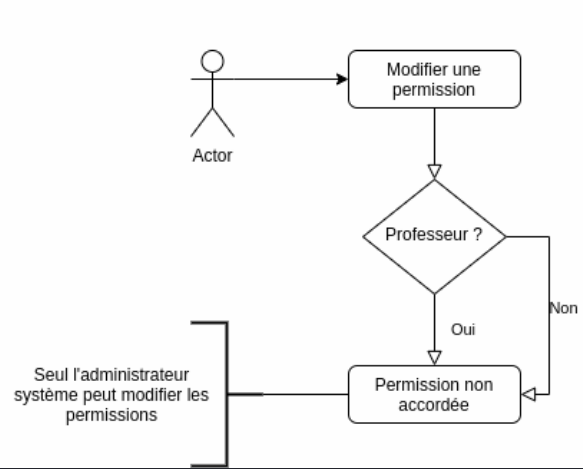 Modifier une
permission
Actor
Professeur ?
Non
Oui
Seul l'administrateur
système peut modifier les
permissions
Permission non
accordée